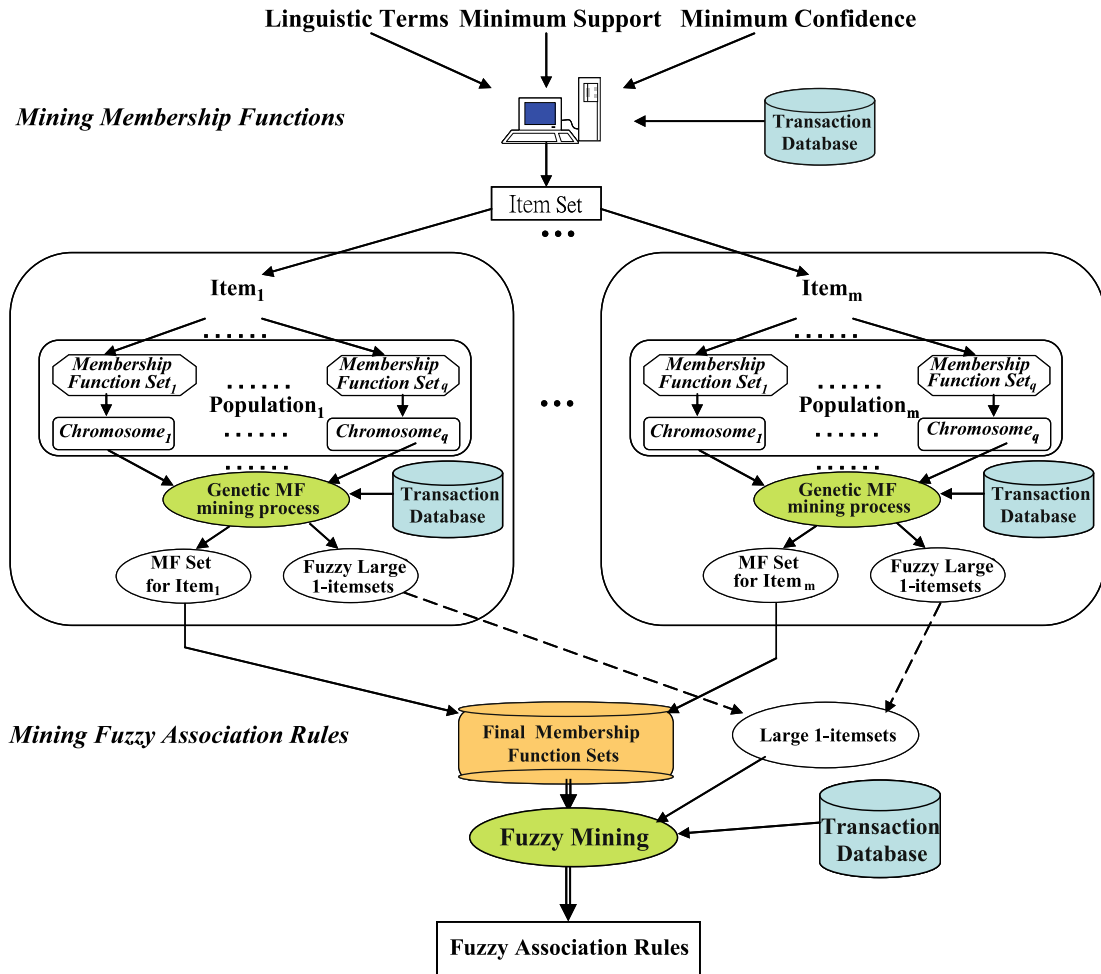 Linguistic Terms Minimum Support Minimum Confidence
Mining Membership Functions
Transaction
Database
Item Set
...
Item1
......
Membership
Function Set1
......
Membership
Function Setq
Population1
Chromosome1
......
Chromosomeq
......
Genetic MF
mining process
Transaction
Database
MF Set
for Item1
Fuzzy Large
1-itemsets
...
Itemm
......
Membership
Function Set1
......
Membership
Function Setq
Populationm
Chromosome1
......
Chromosomeq
......
Genetic MF
mining process
Transaction
Database
MF Set
for Itemm
Fuzzy Large
1-itemsets
Mining Fuzzy Association Rules
Final Membership
Function Sets
Large 1-itemsets
Fuzzy Mining
Transaction
Database
Fuzzy Association Rules